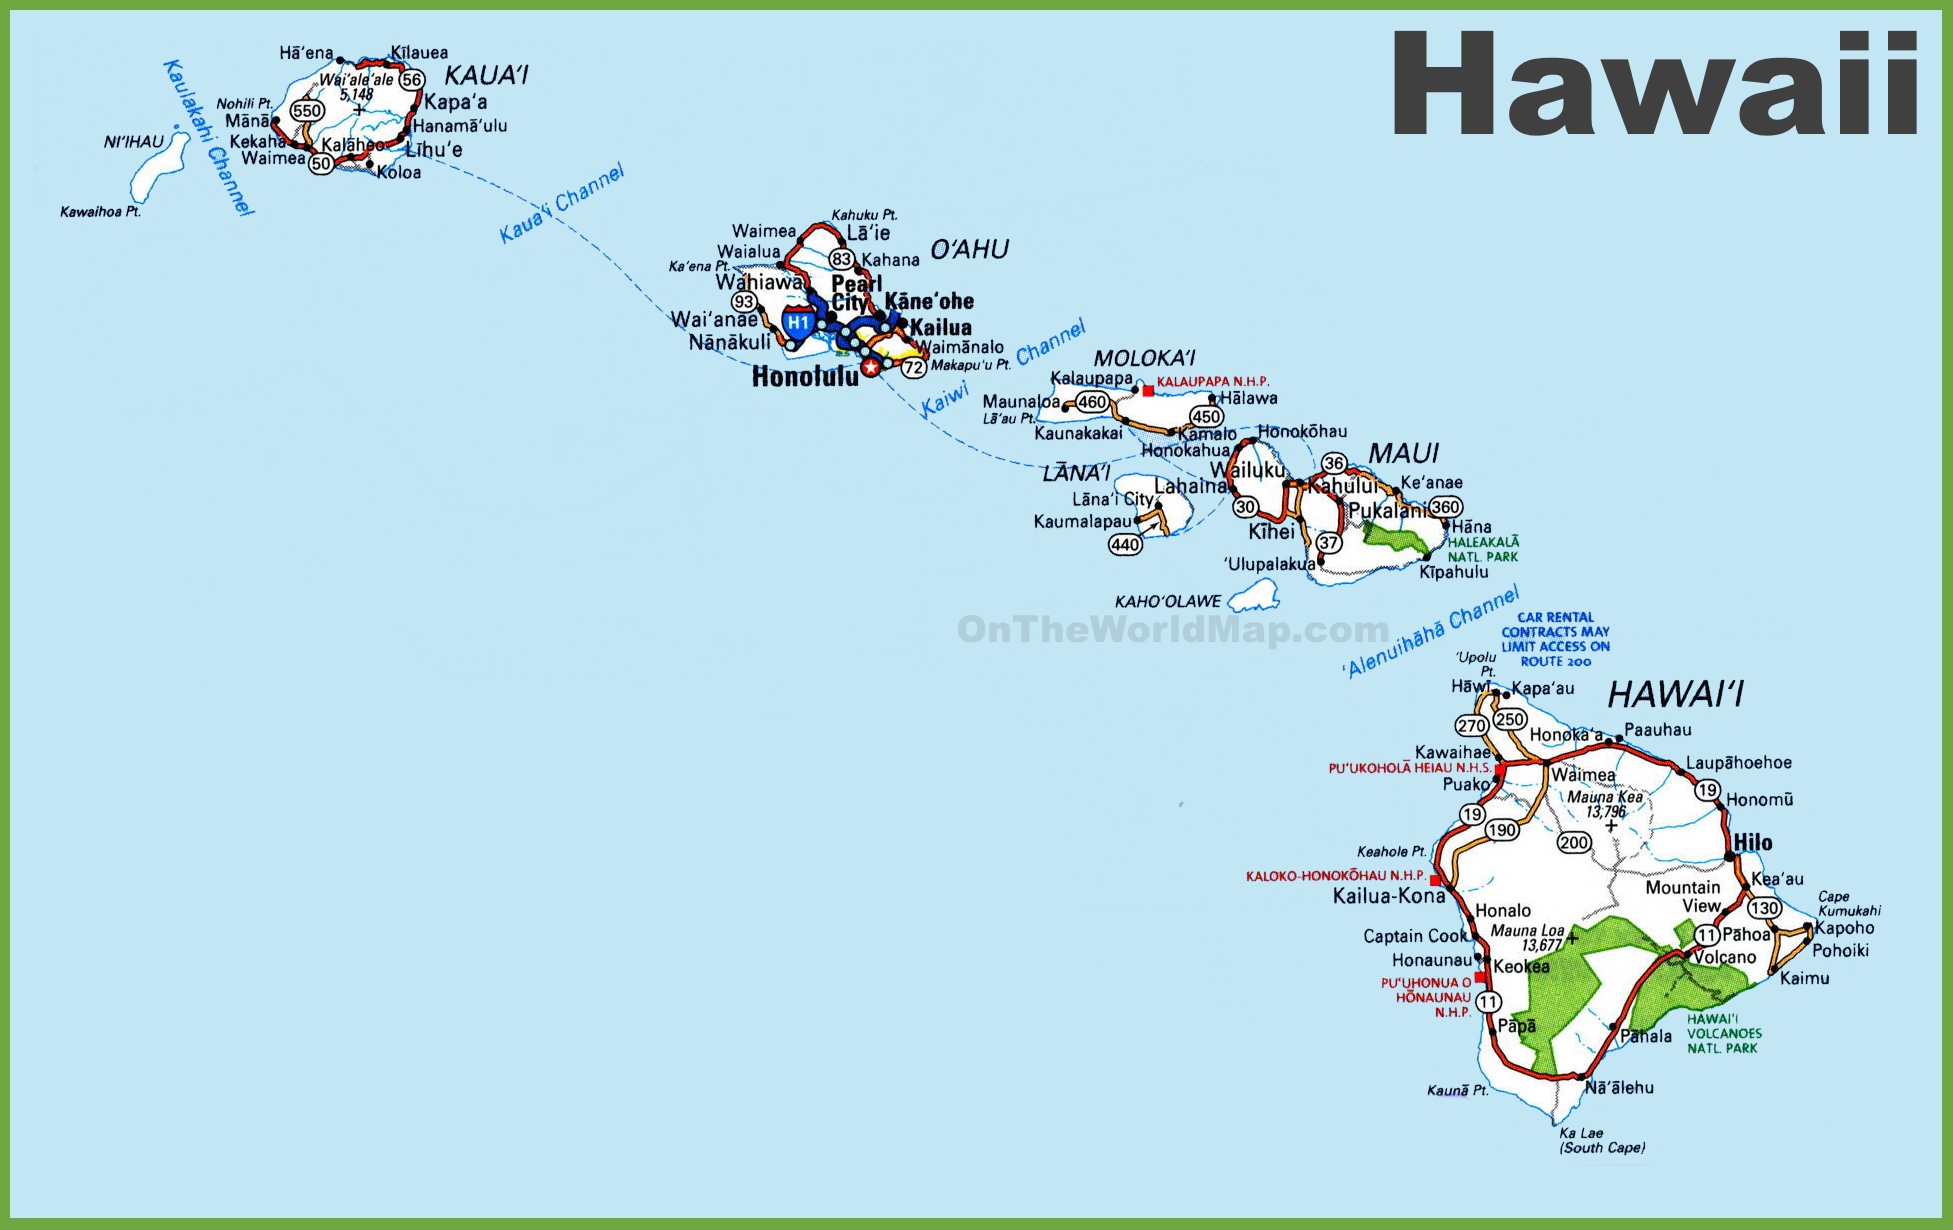 Hawaii
Hā'ena
Kīlauea
KAUA'I
Wai'ale'ale
5,148
56
Nohili Pt.
550
Kapa'a
Mānā
Hanamā'ulu
Kekaha
Kalāheo
Līhu'e
Waimea
50
Koloa
NI'IHAU
Kaulakahi Channel
Kawaihoa Pt.
Kaua'i Channel
Kahuku Pt.
Waimea
Lā'ie
O'AHU
Waialua
83
Kahana
Ka'ena Pt.
Wahiawā
Pearl
City
93
Kāne'ohe
Wai'anae
H1
Kailua
Nānākuli
Waimānalo
Honolulu
72
Makapu'u Pt.
Kaiwi Channel
MOLOKA'I
Kalaupapa
KALAUPAPA N.H.P.
Maunaloa
460
Hālawa
Lā'au Pt.
450
Kaunakakai
Kamalo
Honokōhau
Honokahua
MAUI
LĀNA'I
Wailuku
36
Lahaina
Kahului
Ke'anae
Lāna'i City
30
Pukalani
360
Kaumalapau
Kīhei
Hāna
440
37
HALEAKALĀ
NATL. PARK
'Ulupalakua
Kīpahulu
KAHO'OLAWE
OnTheWorldMap.com
'Alenuihāhā Channel
CAR RENTAL
CONTRACTS MAY
LIMIT ACCESS ON
ROUTE 200
'Upolu
Pt.
Hāwī
Kapa'au
HAWAI'I
270
250
Honoka'a
Paauhau
Kawaihae
PU'UKOHOLĀ HEIAU N.H.S.
Waimea
Laupāhoehoe
Puako
Mauna Kea
13,796
19
Honomū
19
190
200
Hilo
Keahole Pt.
KALOKO-HONOKŌHAU N.H.P.
Kailua-Kona
Mountain
View
Kea'au
Cape
Kumukahi
130
Honalo
Mauna Loa
13,677
Captain Cook
11
Pāhoa
Kapoho
Honaunau
Keokea
Volcano
Pohoiki
Kaimu
PU'UHONUA O
HŌNAUNAU
N.H.P.
11
Pāpā
Pāhala
HAWAI'I
VOLCANOES
NATL. PARK
Kaunā Pt.
Nā'ālehu
Ka Lae
(South Cape)